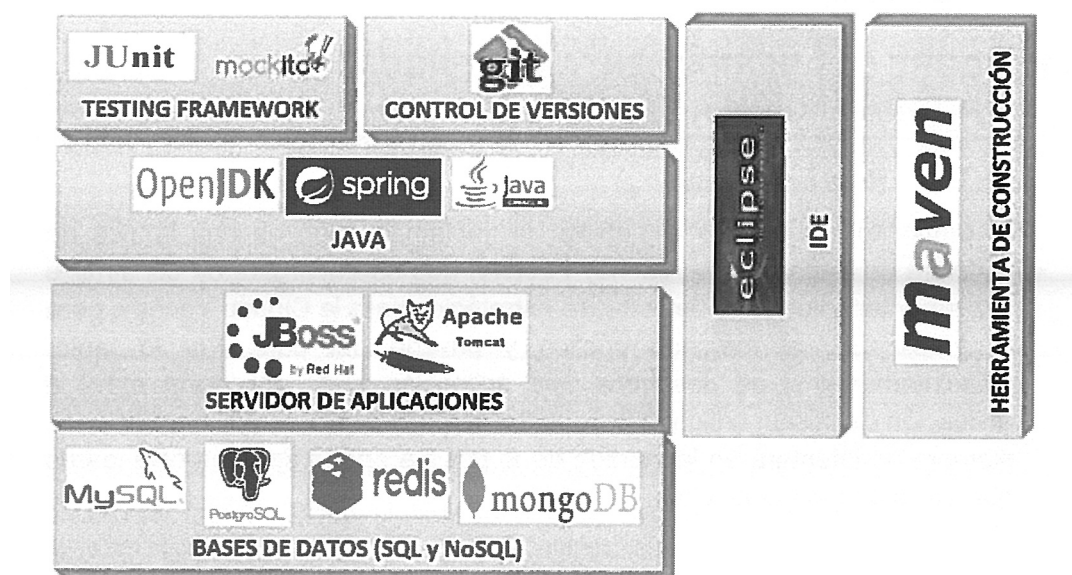 JUnit
mockito
TESTING FRAMEWORK
git
CONTROL DE VERSIONES
OpenJDK
spring
Java
ORACLE
JAVA
JBoss
by Red Hat
Apache
Tomcat
SERVIDOR DE APLICACIONES
MySQL
PostgreSQL
redis
mongoDB
BASES DE DATOS (SQL y NoSQL)
eclipse
IDE
maven
HERRAMIENTA DE CONSTRUCCIÓN